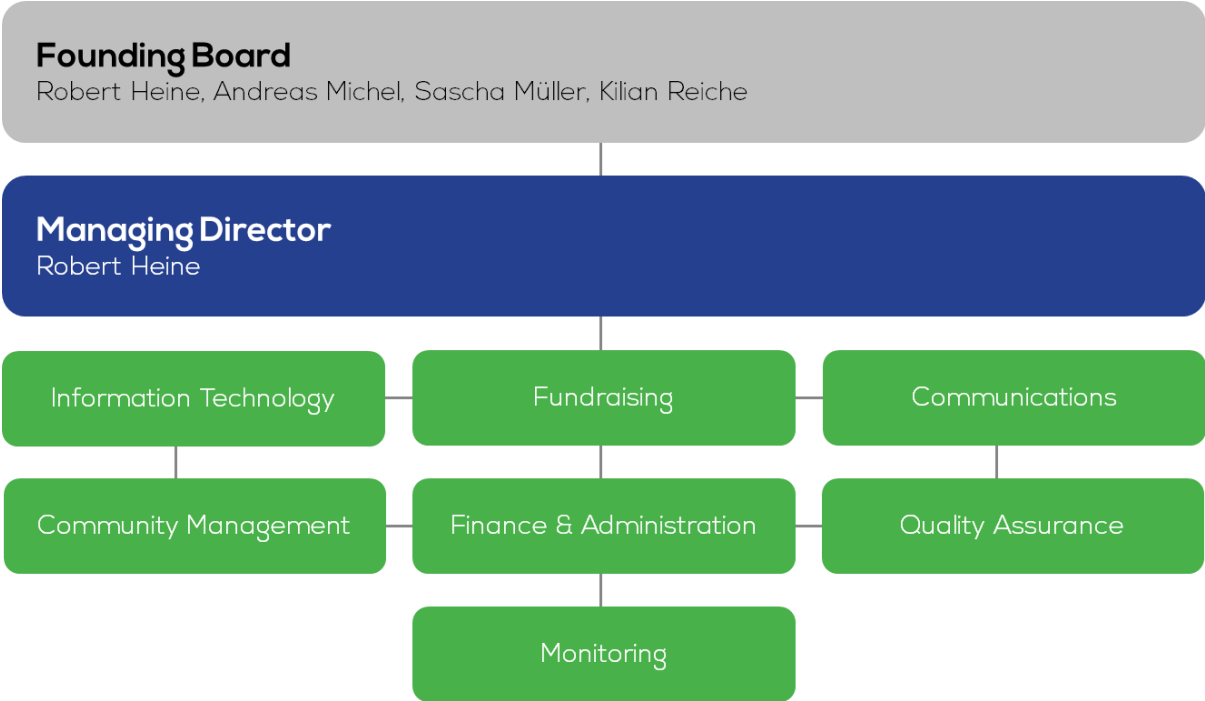 Founding Board
Robert Heine, Andreas Michel, Sascha Müller, Kilian Reiche
Managing Director
Robert Heine
Information Technology
Fundraising
Communications
Community Management
Finance & Administration
Quality Assurance
Monitoring